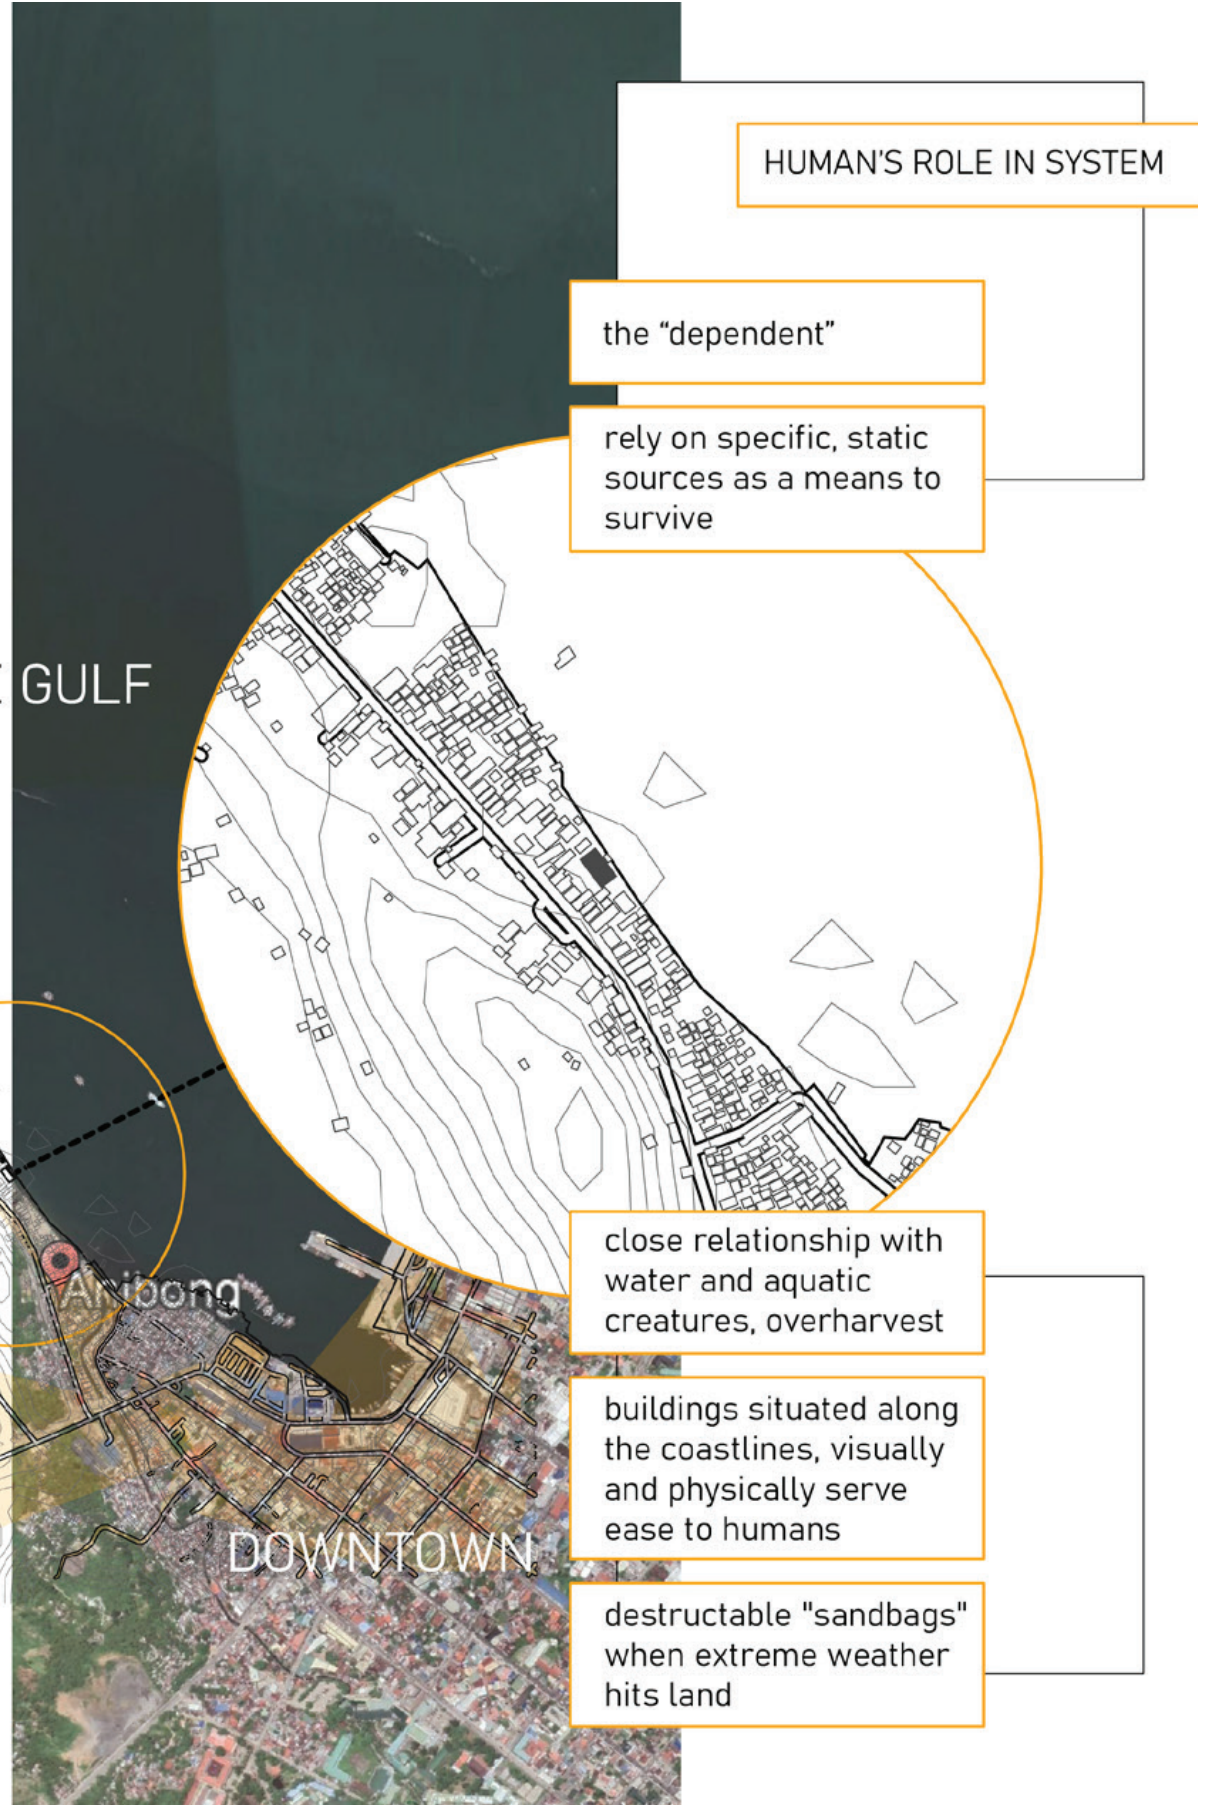 HUMAN'S ROLE IN SYSTEM
the “dependent”
rely on specific, static
sources as a means to
survive
GULF
close relationship with
water and aquatic
creatures, overharvest
Anibong
buildings situated along
the coastlines, visually
and physically serve
ease to humans
DOWNTOWN
destructable "sandbags"
when extreme weather
hits land